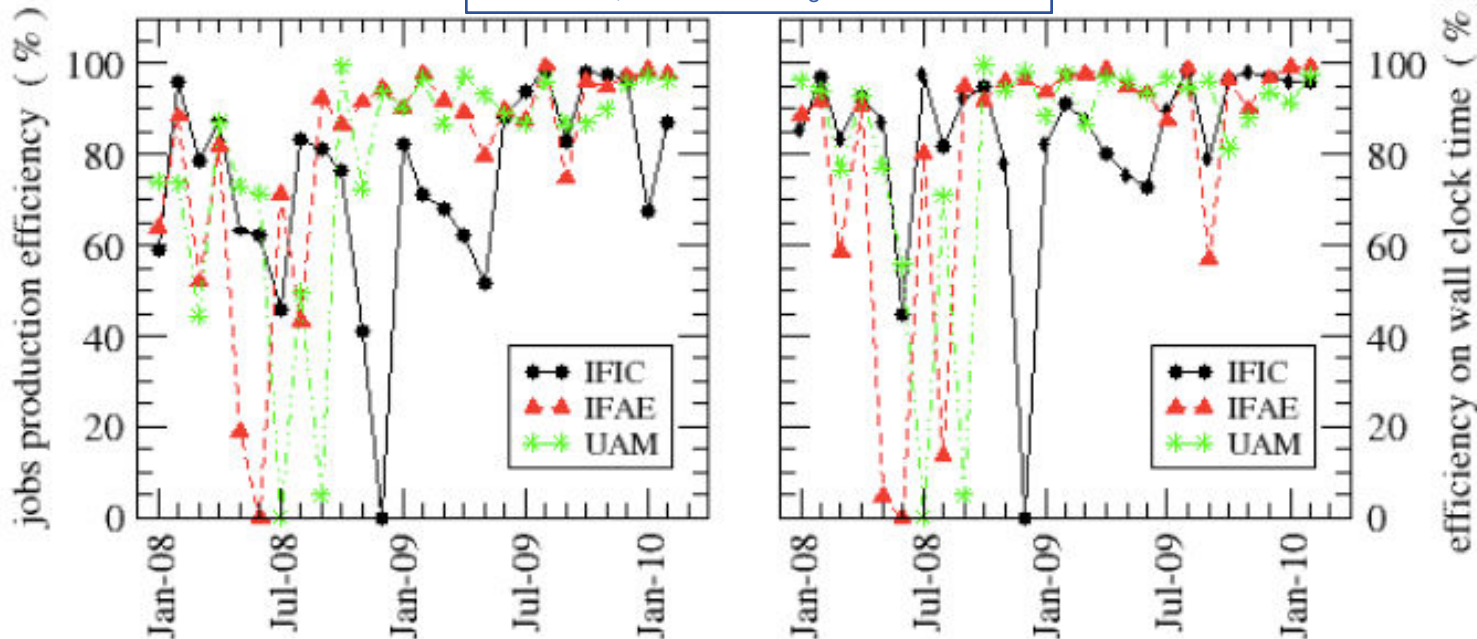 jobs production efficiency ( % )
100
80
60
40
20
0
IFIC
IFAE
UAM
Jan-08
Jul-08
Jan-09
Jul-09
Jan-10
IFIC
IFAE
UAM
Jan-08
Jul-08
Jan-09
Jul-09
Jan-10
100
80
60
40
20
0
efficiency on wall clock time ( %